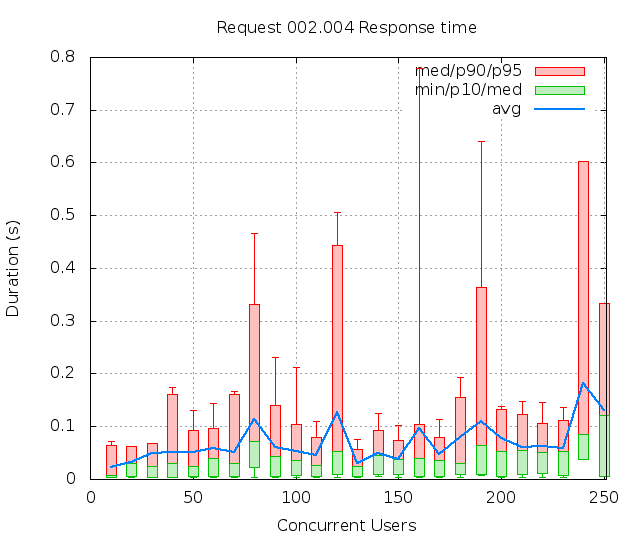 Request 002.004 Response time
med/p90/p95
min/p10/med
avg
Duration (s)
0.8
0.7
0.6
0.5
0.4
0.3
0.2
0.1
0
0 50 100 150 200 250
Concurrent Users